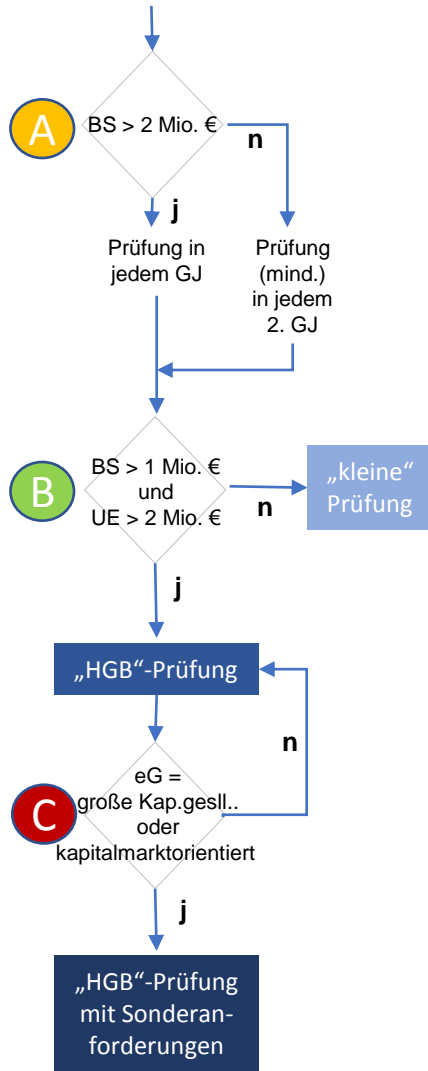 A
BS > 2 Mio. €
n
j
Prüfung in
jedem GJ
Prüfung
(mind.)
in jedem
2. GJ
B
BS > 1 Mio. €
und
UE > 2 Mio. €
n
„kleine“
Prüfung
j
„HGB“-Prüfung
n
C
eG =
große Kap.gesll..
oder
kapitalmarktorientiert
j
„HGB“-Prüfung
mit Sonderan-
forderungen